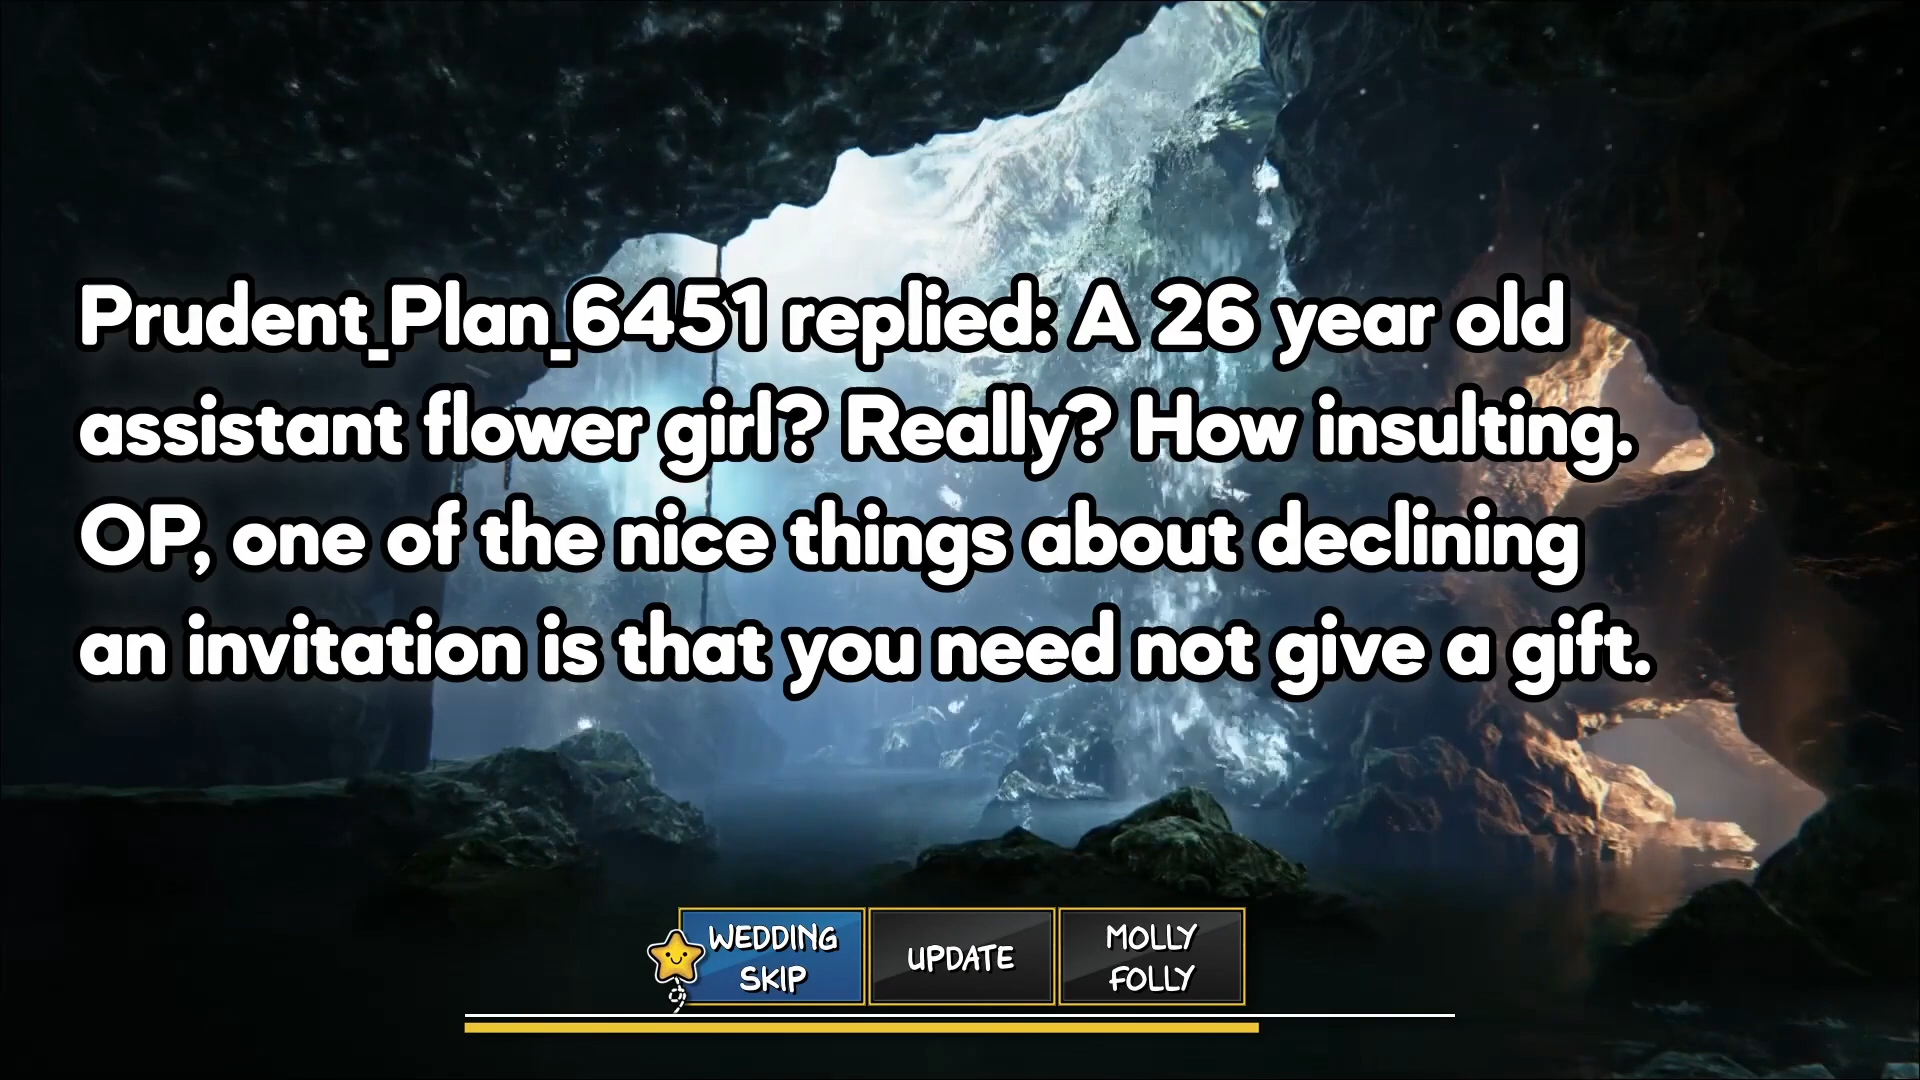 Prudent_Plan_6451 replied: A 26 year old
assistant flower girl? Really? How insulting.
OP, one of the nice things about declining
an invitation is that you need not give a gift.
WEDDING
SKIP
UPDATE
MOLLY
FOLLY